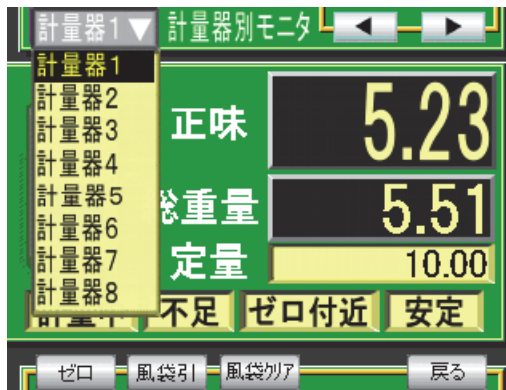 計量器1▼ 計量器別モニタ ◀ ▶
計量器1
計量器2
計量器3
正味 5.23
計量器4
計量器5
計量器6
総重量 5.51
計量器7
定量 10.00
計量器8
計量中 不足 ゼロ付近 安定
ゼロ 風袋引 風袋クリア 戻る